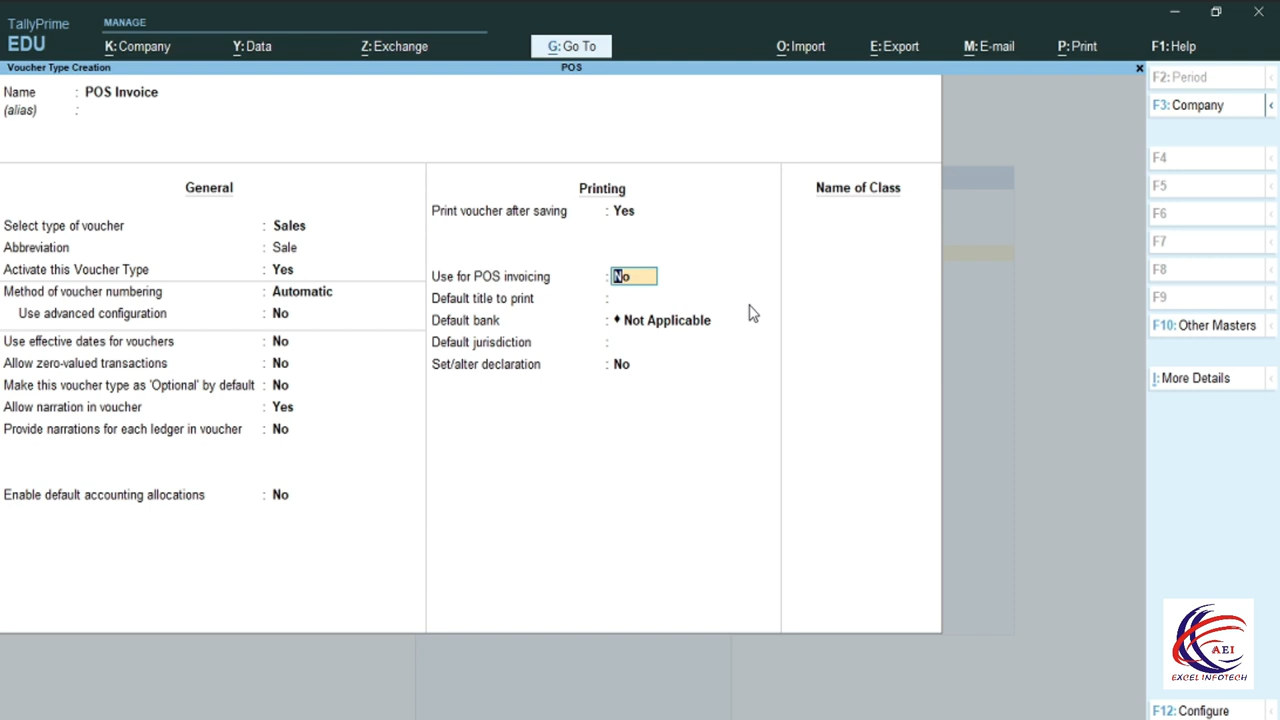 TallyPrime
EDU
MANAGE
K: Company
Y: Data
Z: Exchange
G: Go To
O: Import
E: Export
M: E-mail
P: Print
F1: Help
Voucher Type Creation
POS
×
Name : POS Invoice
(alias) :
General
Select type of voucher : Sales
Abbreviation : Sale
Activate this Voucher Type : Yes
Method of voucher numbering : Automatic
Use advanced configuration : No
Use effective dates for vouchers : No
Allow zero-valued transactions : No
Make this voucher type as 'Optional' by default : No
Allow narration in voucher : Yes
Provide narrations for each ledger in voucher : No
Enable default accounting allocations : No
Printing
Print voucher after saving : Yes
Use for POS invoicing : No
Default title to print :
Default bank : ♦ Not Applicable
Default jurisdiction :
Set/alter declaration : No
Name of Class
F2: Period
F3: Company
F4
F5
F6
F7
F8
F9
F10: Other Masters
I: More Details
AEI
EXCEL INFOTECH
F12: Configure